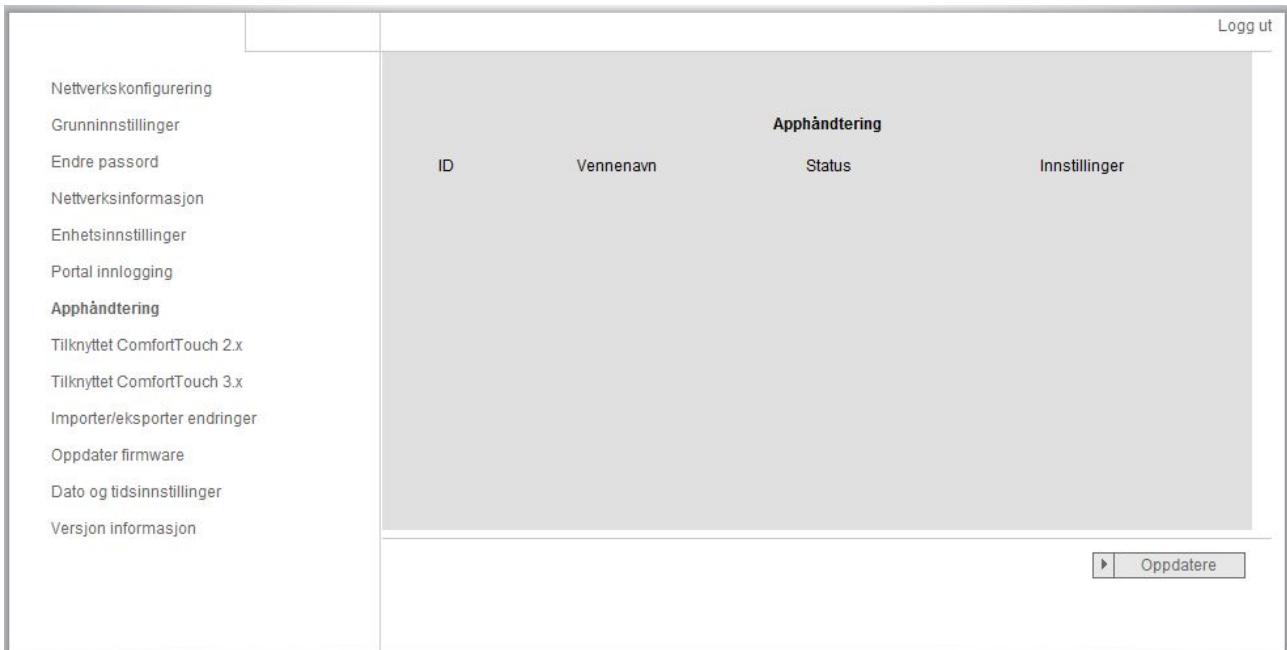 Logg ut
Nettverkskonfigurering
Grunninnstillinger
Endre passord
Nettverksinformasjon
Enhetsinnstillinger
Portal innlogging
Apphåndtering
Tilknyttet ComfortTouch 2.x
Tilknyttet ComfortTouch 3.x
Importer/eksporter endringer
Oppdater firmware
Dato og tidsinnstillinger
Versjon informasjon
Apphåndtering
ID Vennenavn Status Innstillinger
Oppdatere